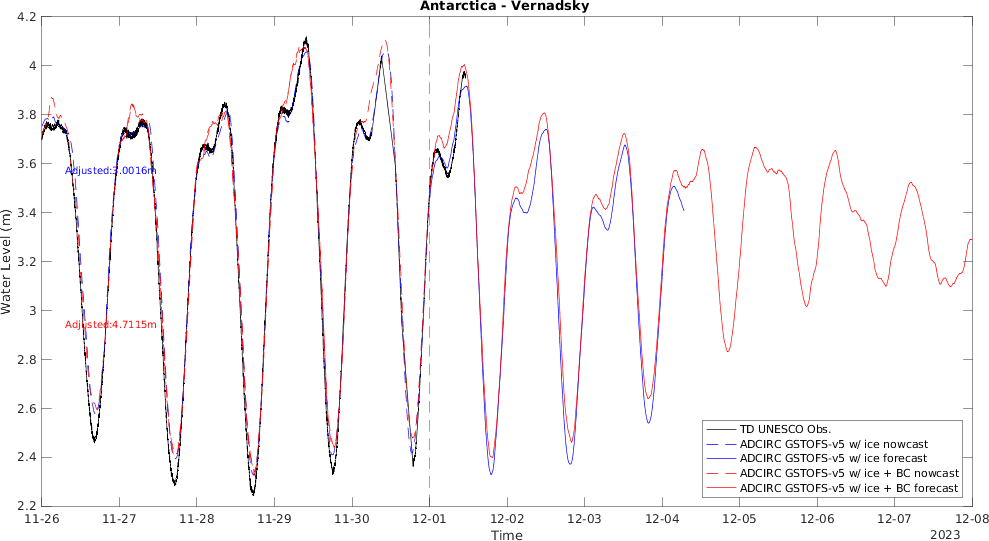 Antarctica - Vernadsky
4.2
4
3.8
3.6
3.4
3.2
3
2.8
2.6
2.4
2.2
Water Level (m)
Adjusted:3.0016m
Adjusted:4.7115m
TD UNESCO Obs.
ADCIRC GSTOFS-v5 w/ ice nowcast
ADCIRC GSTOFS-v5 w/ ice forecast
ADCIRC GSTOFS-v5 w/ ice + BC nowcast
ADCIRC GSTOFS-v5 w/ ice + BC forecast
11-26 11-27 11-28 11-29 11-30 12-01 12-02 12-03 12-04 12-05 12-06 12-07 12-08
Time
2023